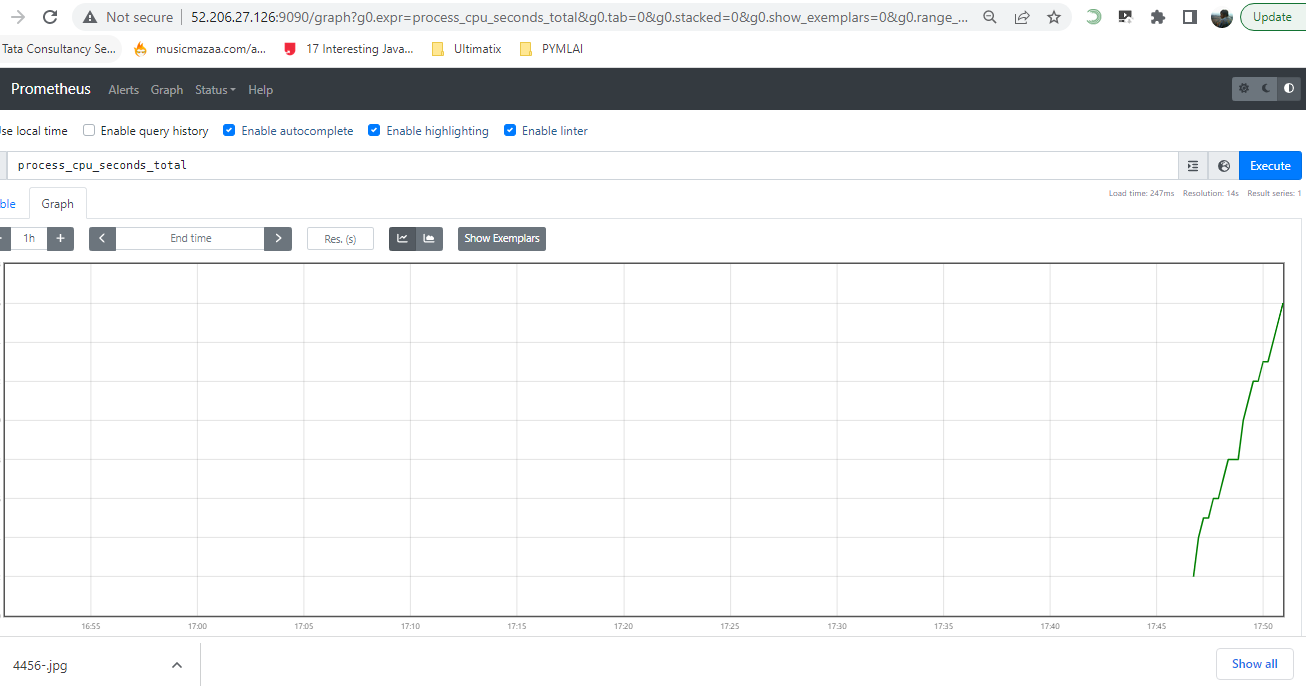 Not secure 52.206.27.126:9090/graph?g0.expr=process_cpu_seconds_total&g0.tab=0&g0.stacked=0&g0.show_exemplars=0&g0.range_... Update
Tata Consultancy Se... musicmazaa.com/a... 17 Interesting Java... Ultimatix PYMLAI
Prometheus Alerts Graph Status Help
se local time Enable query history Enable autocomplete Enable highlighting Enable linter
process_cpu_seconds_total Execute
Load time: 247ms Resolution: 14s Result series: 1
ble Graph
1h + End time Res. (s) Show Exemplars
16:55 17:00 17:05 17:10 17:15 17:20 17:25 17:30 17:35 17:40 17:45 17:50
4456-.jpg Show all